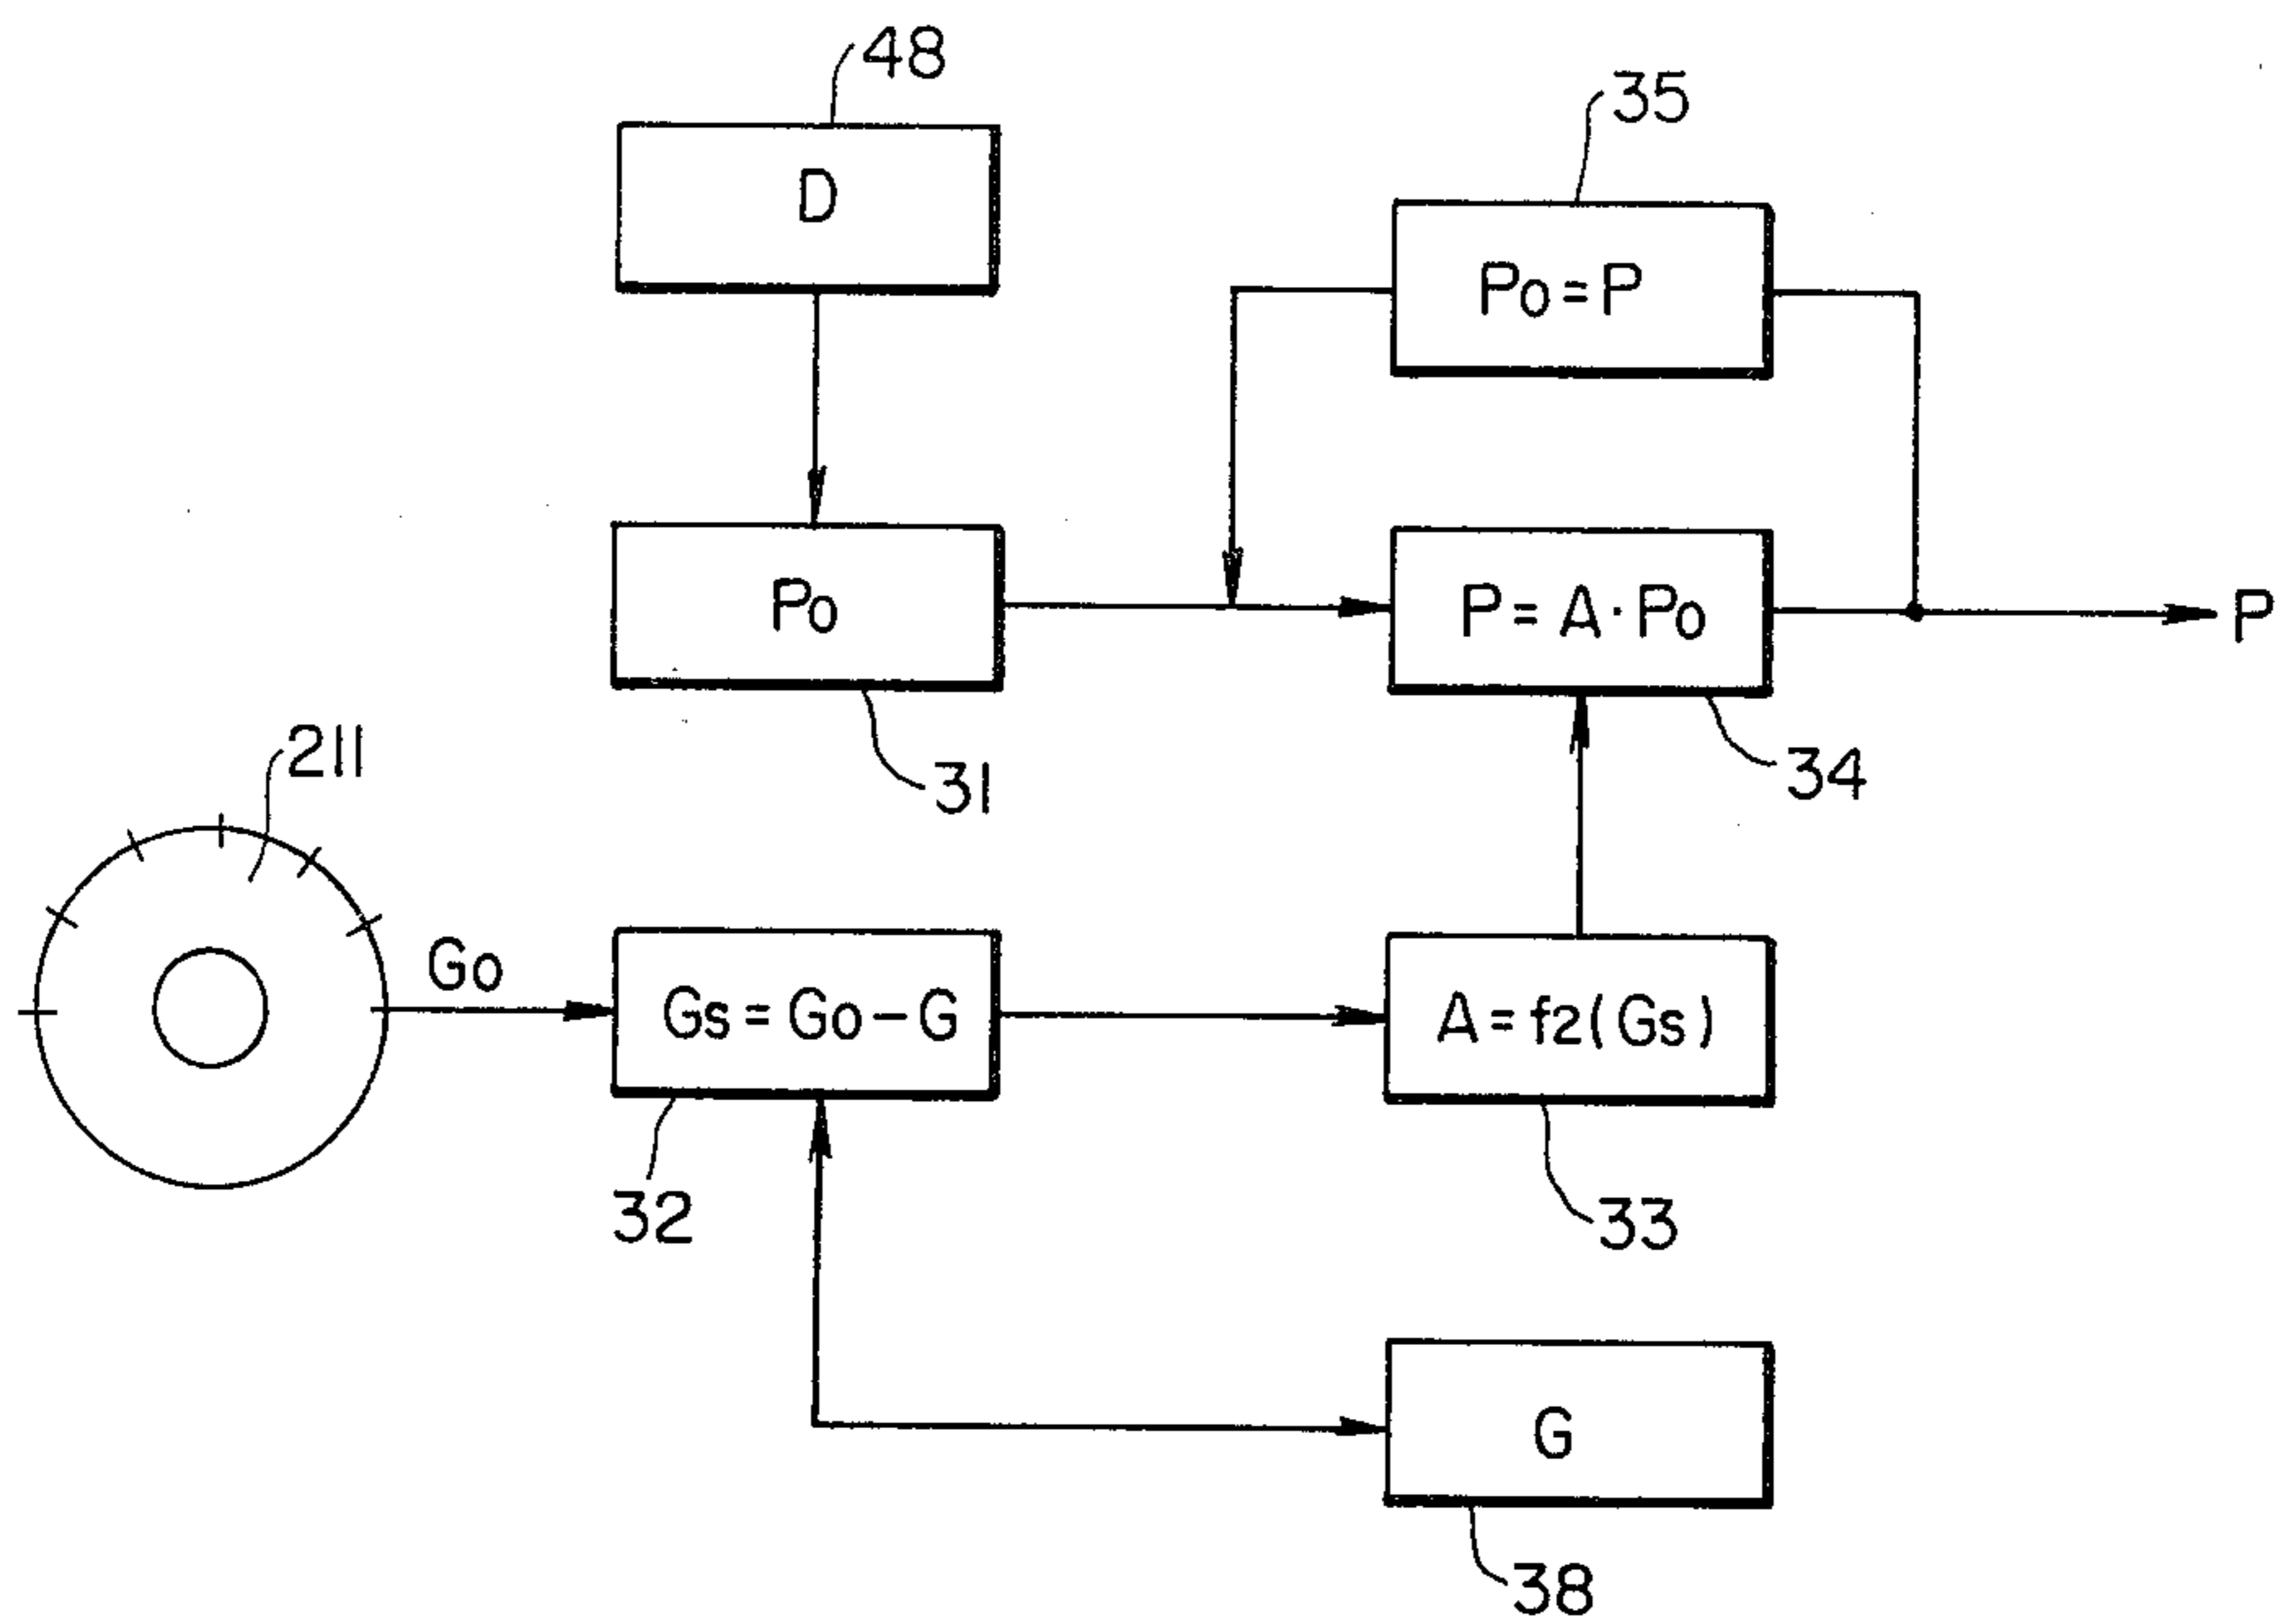 48
D
35
Po = P
Po
P = A · Po
P
31
34
211
Go
Gs = Go − G
A = f2(Gs)
32
33
G
38